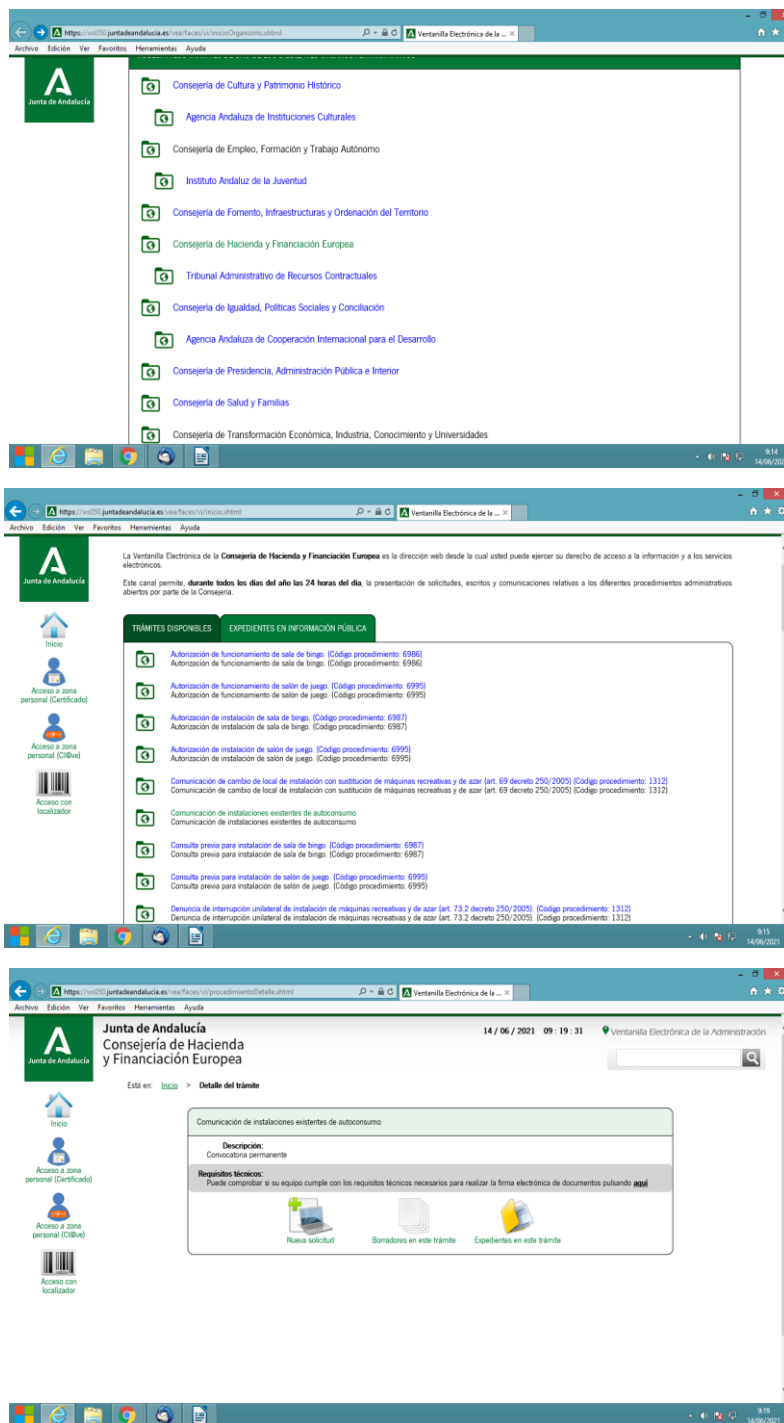 https://ws050.juntadeandalucia.es/vea/faces/vi/inicioOrganismo.xhtml
Ventanilla Electrónica de la ...
Archivo Edición Ver Favoritos Herramientas Ayuda
Junta de Andalucía
Consejería de Cultura y Patrimonio Histórico
Agencia Andaluza de Instituciones Culturales
Consejería de Empleo, Formación y Trabajo Autónomo
Instituto Andaluz de la Juventud
Consejería de Fomento, Infraestructuras y Ordenación del Territorio
Consejería de Hacienda y Financiación Europea
Tribunal Administrativo de Recursos Contractuales
Consejería de Igualdad, Políticas Sociales y Conciliación
Agencia Andaluza de Cooperación Internacional para el Desarrollo
Consejería de Presidencia, Administración Pública e Interior
Consejería de Salud y Familias
Consejería de Transformación Económica, Industria, Conocimiento y Universidades
9:14
14/06/202
https://ws050.juntadeandalucia.es/vea/faces/vi/inicio.xhtml
Ventanilla Electrónica de la ...
Archivo Edición Ver Favoritos Herramientas Ayuda
Junta de Andalucía
La Ventanilla Electrónica de la Consejería de Hacienda y Financiación Europea es la dirección web desde la cual usted puede ejercer su derecho de acceso a la información y a los servicios
electrónicos.
Este canal permite, durante todos los días del año las 24 horas del día, la presentación de solicitudes, escritos y comunicaciones relativas a los diferentes procedimientos administrativos
abiertos por parte de la Consejería.
Inicio
Acceso a zona
personal (Certificado)
Acceso a zona
personal (Cl@ve)
Acceso con
localizador
TRÁMITES DISPONIBLES EXPEDIENTES EN INFORMACIÓN PÚBLICA
Autorización de funcionamiento de sala de bingo. (Código procedimiento: 6986)
Autorización de funcionamiento de sala de bingo. (Código procedimiento: 6986)
Autorización de funcionamiento de salón de juego. (Código procedimiento: 6995)
Autorización de funcionamiento de salón de juego. (Código procedimiento: 6995)
Autorización de instalación de sala de bingo. (Código procedimiento: 6987)
Autorización de instalación de sala de bingo. (Código procedimiento: 6987)
Autorización de instalación de salón de juego. (Código procedimiento: 6995)
Autorización de instalación de salón de juego. (Código procedimiento: 6995)
Comunicación de cambio de local de instalación con sustitución de máquinas recreativas y de azar (art. 69 decreto 250/2005) (Código procedimiento: 1312)
Comunicación de cambio de local de instalación con sustitución de máquinas recreativas y de azar (art. 69 decreto 250/2005) (Código procedimiento: 1312)
Comunicación de instalaciones existentes de autoconsumo
Comunicación de instalaciones existentes de autoconsumo
Consulta previa para instalación de sala de bingo. (Código procedimiento: 6987)
Consulta previa para instalación de sala de bingo. (Código procedimiento: 6987)
Consulta previa para instalación de salón de juego. (Código procedimiento: 6995)
Consulta previa para instalación de salón de juego. (Código procedimiento: 6995)
Denuncia de interrupción unilateral de instalación de máquinas recreativas y de azar (art. 73.2 decreto 250/2005). (Código procedimiento: 1312)
Denuncia de interrupción unilateral de instalación de máquinas recreativas y de azar (art. 73.2 decreto 250/2005). (Código procedimiento: 1312)
9:15
14/06/2021
https://ws050.juntadeandalucia.es/vea/faces/vi/procedimientoDetalle.xhtml
Ventanilla Electrónica de la ...
Archivo Edición Ver Favoritos Herramientas Ayuda
Junta de Andalucía
Junta de Andalucía
Consejería de Hacienda
y Financiación Europea
14 / 06 / 2021 09 : 19 : 31
Ventanilla Electrónica de la Administración
Está en: Inicio > Detalle del trámite
Inicio
Acceso a zona
personal (Certificado)
Acceso a zona
personal (Cl@ve)
Acceso con
localizador
Comunicación de instalaciones existentes de autoconsumo
Descripción:
Convocatoria permanente
Requisitos técnicos:
Puede comprobar si su equipo cumple con los requisitos técnicos necesarios para realizar la firma electrónica de documentos pulsando aquí
Nueva solicitud
Borradores en este trámite
Expedientes en este trámite
9:19
14/06/2021